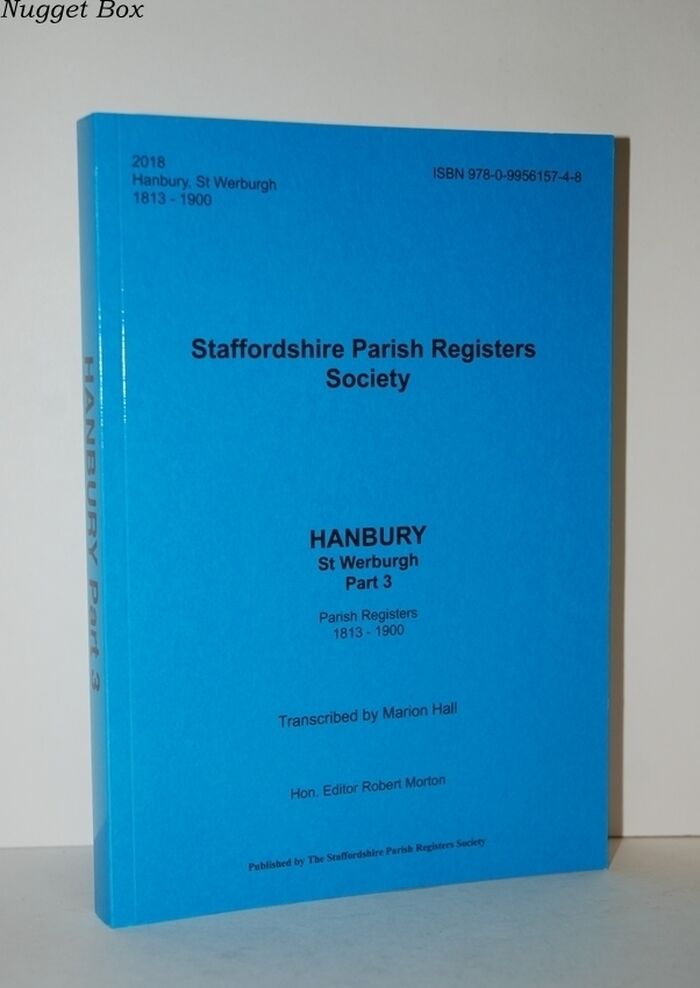 Nugget Box
2018
Hanbury, St Werburgh
1813 - 1900
ISBN 978-0-9956157-4-8
Staffordshire Parish Registers
Society
HANBURY
St Werburgh
Part 3
Parish Registers
1813 - 1900
Transcribed by Marion Hall
Hon. Editor Robert Morton
Published by The Staffordshire Parish Registers Society
HANBURY Part 3